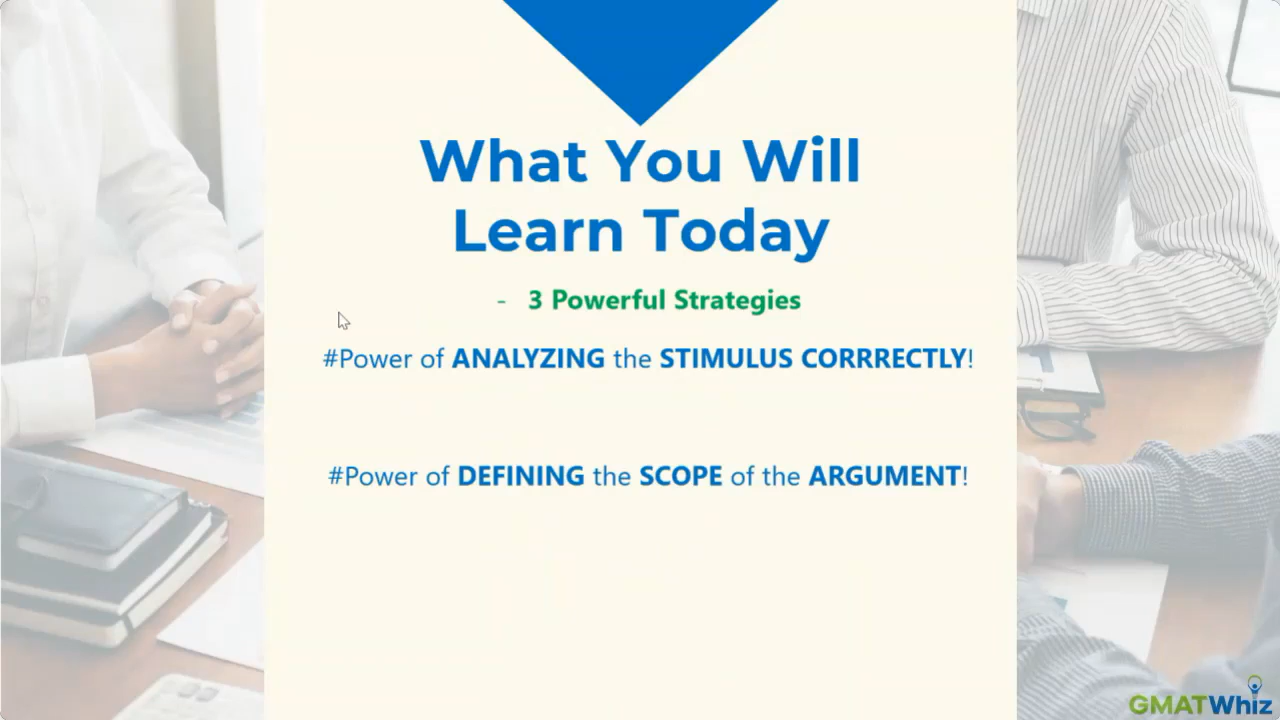 What You Will
Learn Today
- 3 Powerful Strategies
#Power of ANALYZING the STIMULUS CORRRECTLY!
#Power of DEFINING the SCOPE of the ARGUMENT!
GMATWhiz